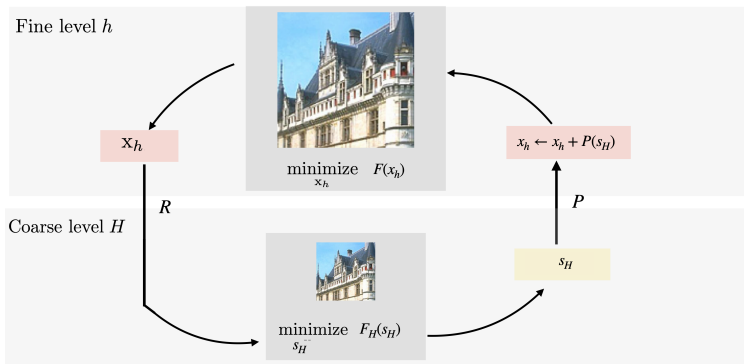 Fine level h
x_h
minimize F(x_h)
x_h
x_h ← x_h + P(s_H)
R
P
Coarse level H
s_H
minimize F_H(s_H)
s_H